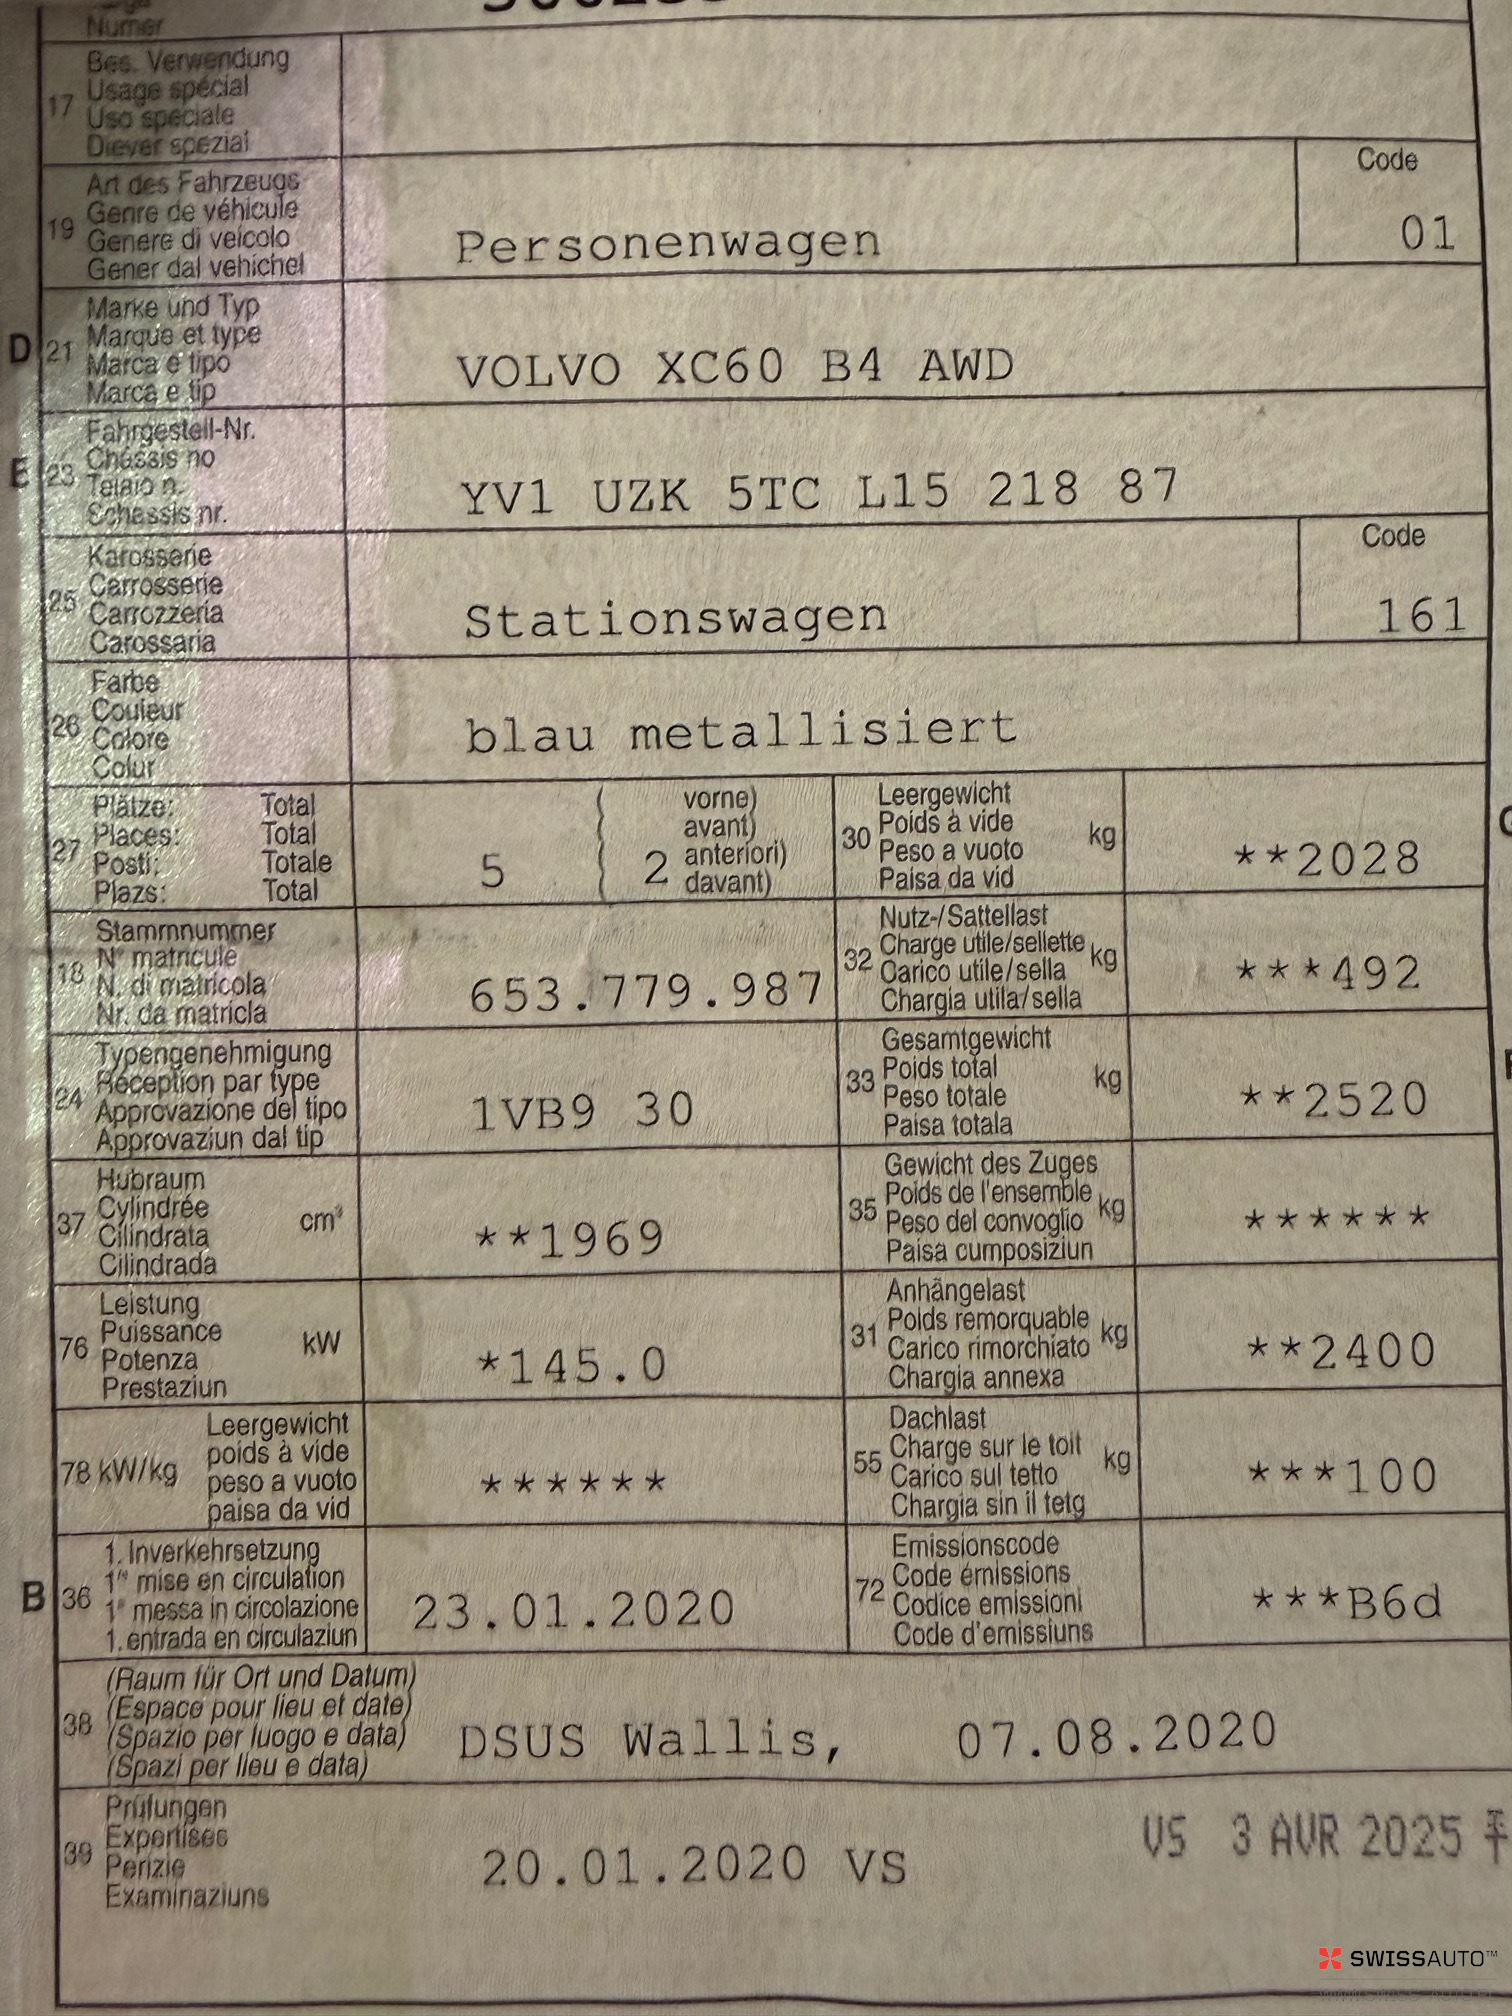 Numer
17
Bes. Verwendung
Usage spécial
Uso speciale
Diever spezial
19
Art des Fahrzeugs
Genre de véhicule
Genere di veicolo
Gener dal vehichel
Personenwagen
Code
01
D
21
Marke und Typ
Marque et type
Marca e tipo
Marca e tip
VOLVO XC60 B4 AWD
E
23
Fahrgestell-Nr.
Châssis no
Telaio n.
Schassis nr.
YV1 UZK 5TC L15 218 87
25
Karosserie
Carrosserie
Carrozzeria
Carossaria
Stationswagen
Code
161
26
Farbe
Couleur
Colore
Colur
blau metallisiert
27
Plätze: Total
Places: Total
Posti: Totale
Plazs: Total
5
( 2
vorne)
avant)
anteriori)
davant)
30
Leergewicht
Poids à vide
Peso a vuoto
Paisa da vid
kg
**2028
18
Stammnummer
N° matricule
N. di matricola
Nr. da matricla
653.779.987
32
Nutz-/Sattellast
Charge utile/sellette
Carico utile/sella
Chargia utila/sella
kg
***492
24
Typengenehmigung
Réception par type
Approvazione del tipo
Approvaziun dal tip
1VB9 30
33
Gesamtgewicht
Poids total
Peso totale
Paisa totala
kg
**2520
37
Hubraum
Cylindrée
Cilindrata
Cilindrada
cm³
**1969
35
Gewicht des Zuges
Poids de l'ensemble
Peso del convoglio
Paisa cumposiziun
kg
******
76
Leistung
Puissance
Potenza
Prestaziun
kW
*145.0
31
Anhängelast
Poids remorquable
Carico rimorchiato
Chargia annexa
kg
**2400
78 kW/kg
Leergewicht
poids à vide
peso a vuoto
paisa da vid
******
55
Dachlast
Charge sur le toit
Carico sul tetto
Chargia sin il tetg
kg
***100
B
36
1. Inverkehrsetzung
1re mise en circulation
1a messa in circolazione
1. entrada en circulaziun
23.01.2020
72
Emissionscode
Code émissions
Codice emissioni
Code d'emissiuns
***B6d
38
(Raum für Ort und Datum)
(Espace pour lieu et date)
(Spazio per luogo e data)
(Spazi per lieu e data)
DSUS Wallis, 07.08.2020
39
Prüfungen
Expertises
Perizie
Examinaziuns
20.01.2020 VS
VS 3 AVR 2025
SWISSAUTO™